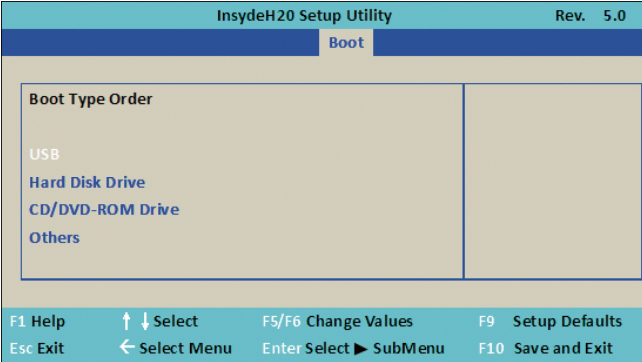 InsydeH20 Setup Utility Rev. 5.0
Boot
Boot Type Order
USB
Hard Disk Drive
CD/DVD-ROM Drive
Others
F1 Help ↑ ↓ Select F5/F6 Change Values F9 Setup Defaults
Esc Exit ← Select Menu Enter Select ► SubMenu F10 Save and Exit